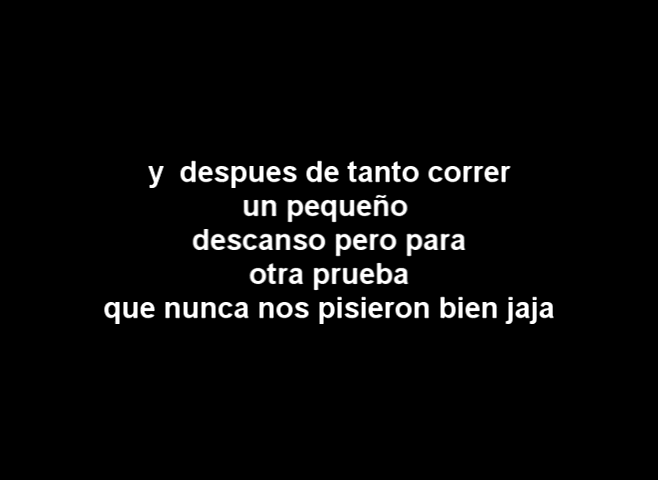 y  despues de tanto correr
un pequeño
descanso pero para
otra prueba
que nunca nos pisieron bien jaja